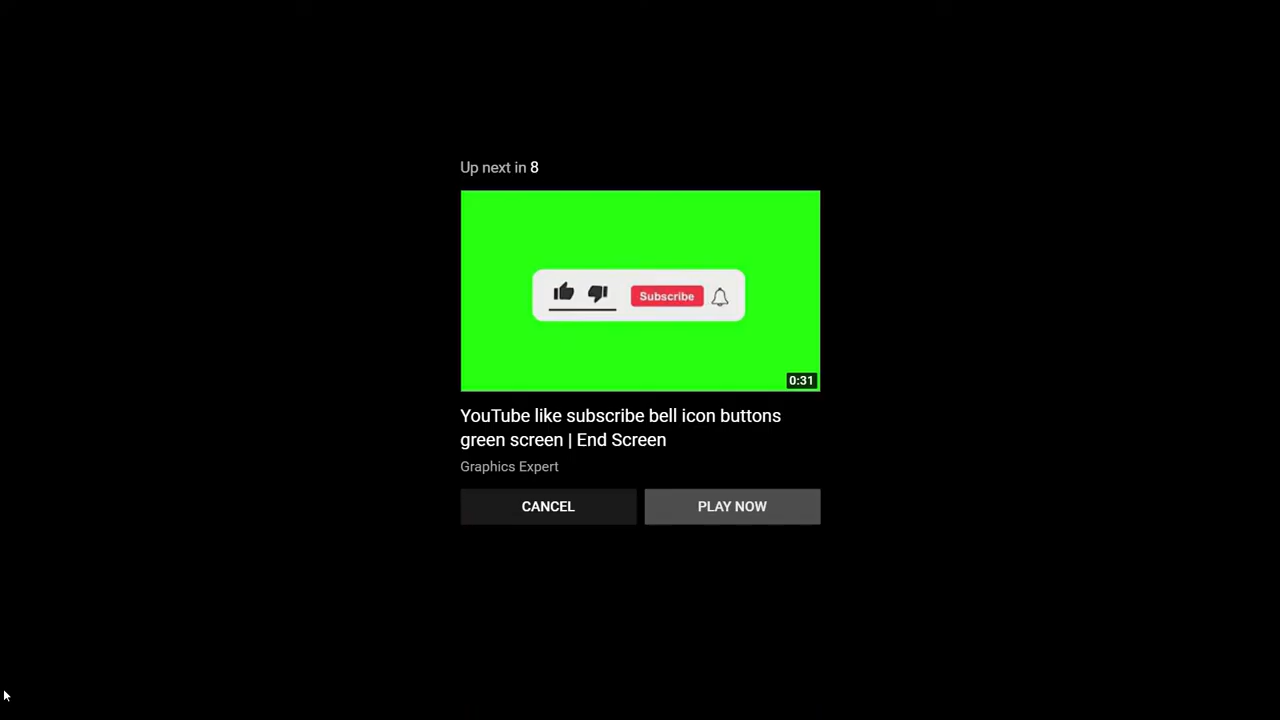 Up next in 8
Subscribe
0:31
YouTube like subscribe bell icon buttons
green screen | End Screen
Graphics Expert
CANCEL
PLAY NOW